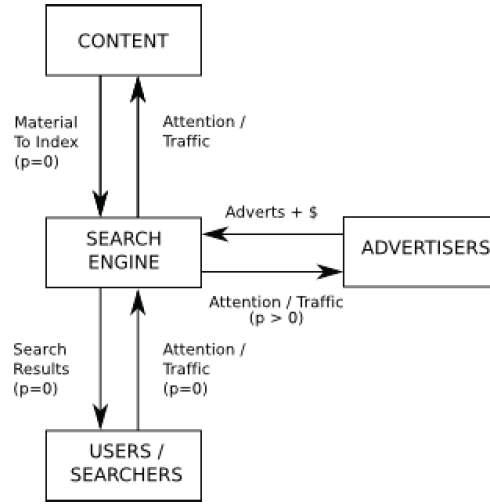 CONTENT
Material
To Index
(p=0)
Attention /
Traffic
SEARCH
ENGINE
Adverts + $
ADVERTISERS
Attention / Traffic
(p > 0)
Search
Results
(p=0)
Attention /
Traffic
(p=0)
USERS /
SEARCHERS